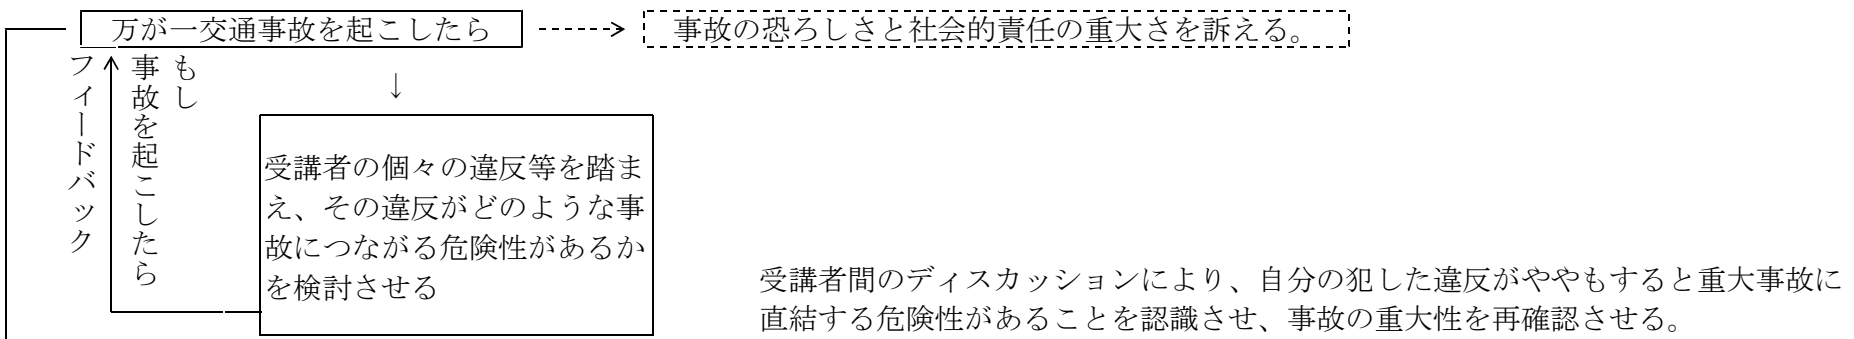 万が一交通事故を起こしたら
事故の恐ろしさと社会的責任の重大さを訴える。
↓
もし
事故を起こしたら
フィードバック
受講者の個々の違反等を踏ま
え、その違反がどのような事
故につながる危険性があるか
を検討させる
受講者間のディスカッションにより、自分の犯した違反がややもすると重大事故に
直結する危険性があることを認識させ、事故の重大性を再確認させる。